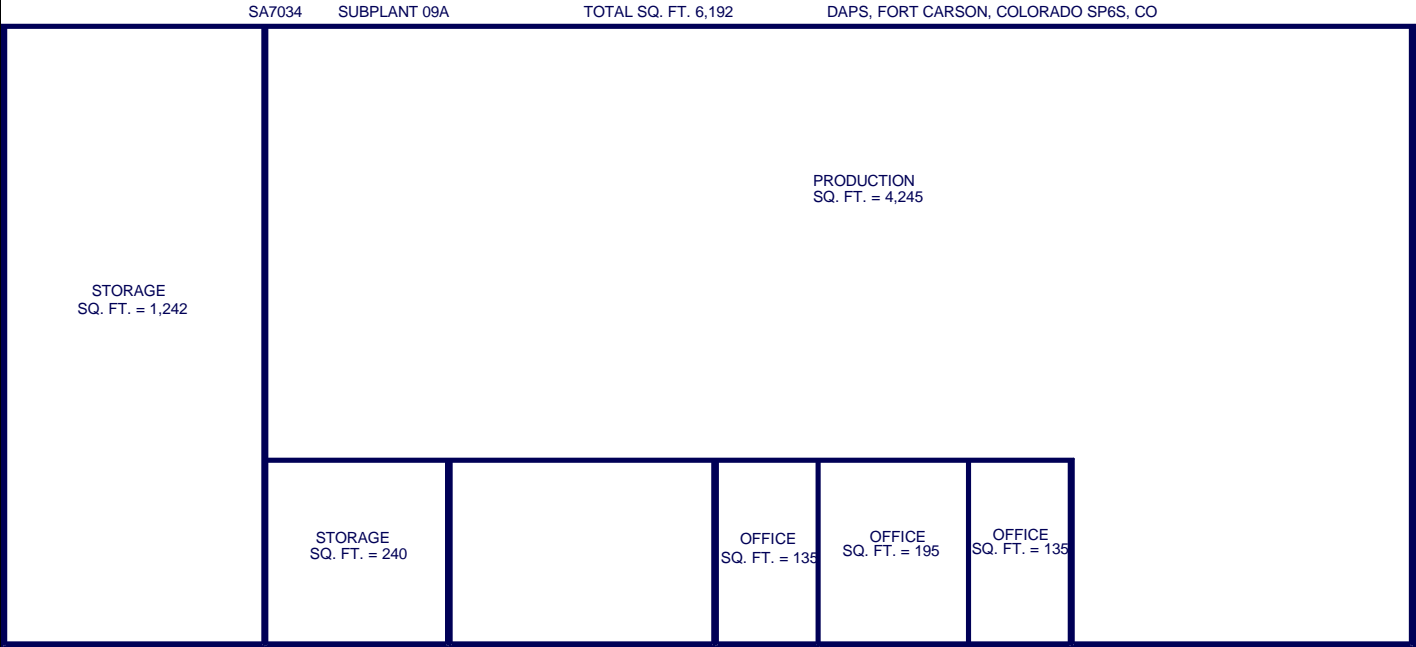 SA7034 SUBPLANT 09A TOTAL SQ. FT. 6,192 DAPS, FORT CARSON, COLORADO SP6S, CO
PRODUCTION
SQ. FT. = 4,245
STORAGE
SQ. FT. = 1,242
STORAGE
SQ. FT. = 240
OFFICE
SQ. FT. = 135
OFFICE
SQ. FT. = 195
OFFICE
SQ. FT. = 135